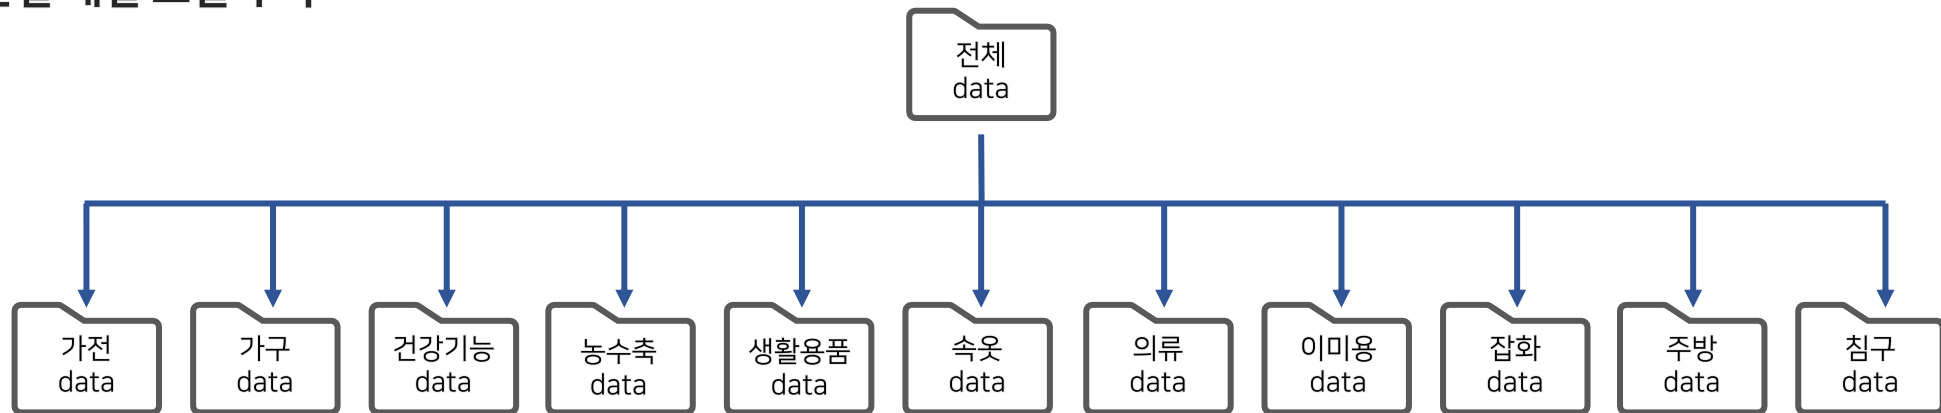 전체
data
가전
data
가구
data
건강기능
data
농수축
data
생활용품
data
속옷
data
의류
data
이미용
data
잡화
data
주방
data
침구
data